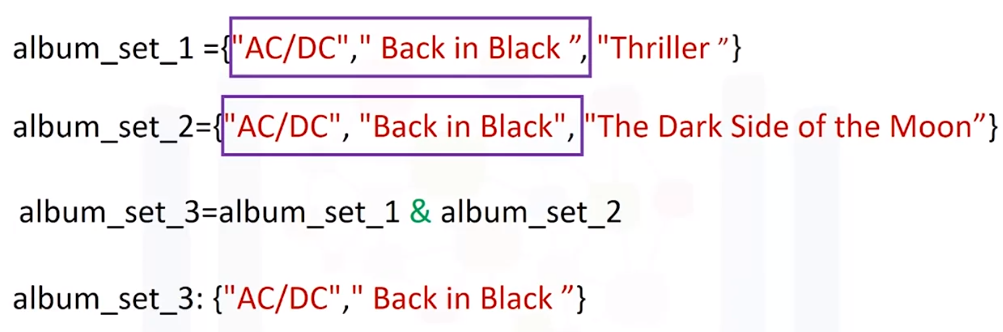 album_set_1 ={"AC/DC"," Back in Black ”, "Thriller ”}
album_set_2={"AC/DC", "Back in Black", "The Dark Side of the Moon”}
album_set_3=album_set_1 & album_set_2
album_set_3: {"AC/DC"," Back in Black ”}